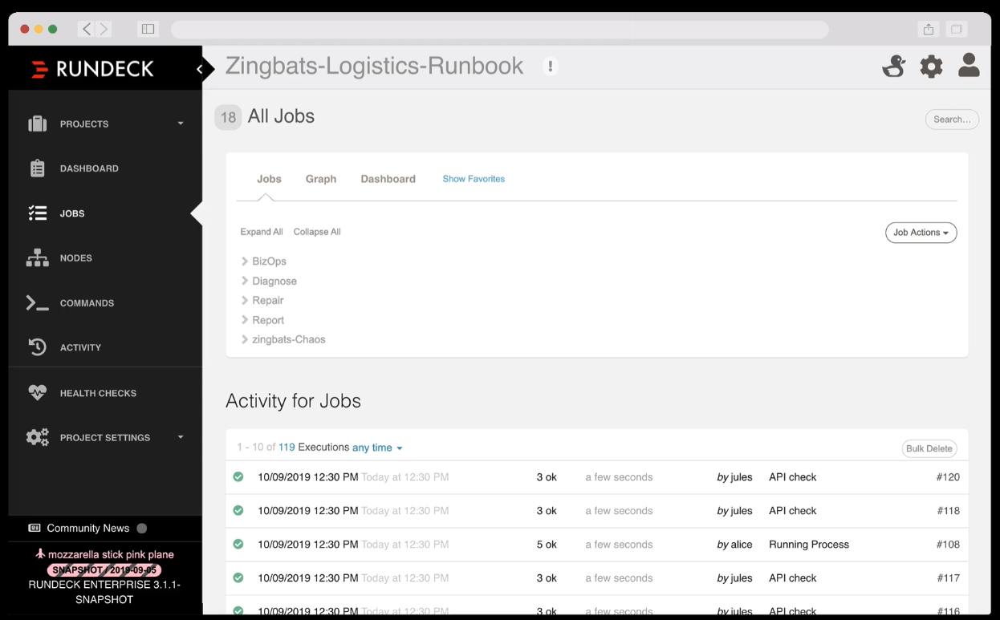 RUNDECK
Zingbats-Logistics-Runbook
PROJECTS
DASHBOARD
JOBS
NODES
COMMANDS
ACTIVITY
HEALTH CHECKS
PROJECT SETTINGS
Community News
mozzarella stick pink plane
SNAPSHOT / 2019-09-05
RUNDECK ENTERPRISE 3.1.1-
SNAPSHOT
18 All Jobs
Search...
Jobs Graph Dashboard Show Favorites
Expand All Collapse All Job Actions
BizOps
Diagnose
Repair
Report
zingbats-Chaos
Activity for Jobs
1 - 10 of 119 Executions any time Bulk Delete
10/09/2019 12:30 PM Today at 12:30 PM 3 ok a few seconds by jules API check #120
10/09/2019 12:30 PM Today at 12:30 PM 3 ok a few seconds by jules API check #118
10/09/2019 12:30 PM Today at 12:30 PM 5 ok a few seconds by alice Running Process #108
10/09/2019 12:30 PM Today at 12:30 PM 3 ok a few seconds by jules API check #117
10/09/2019 12:30 PM Today at 12:30 PM 3 ok a few seconds by jules API check #116